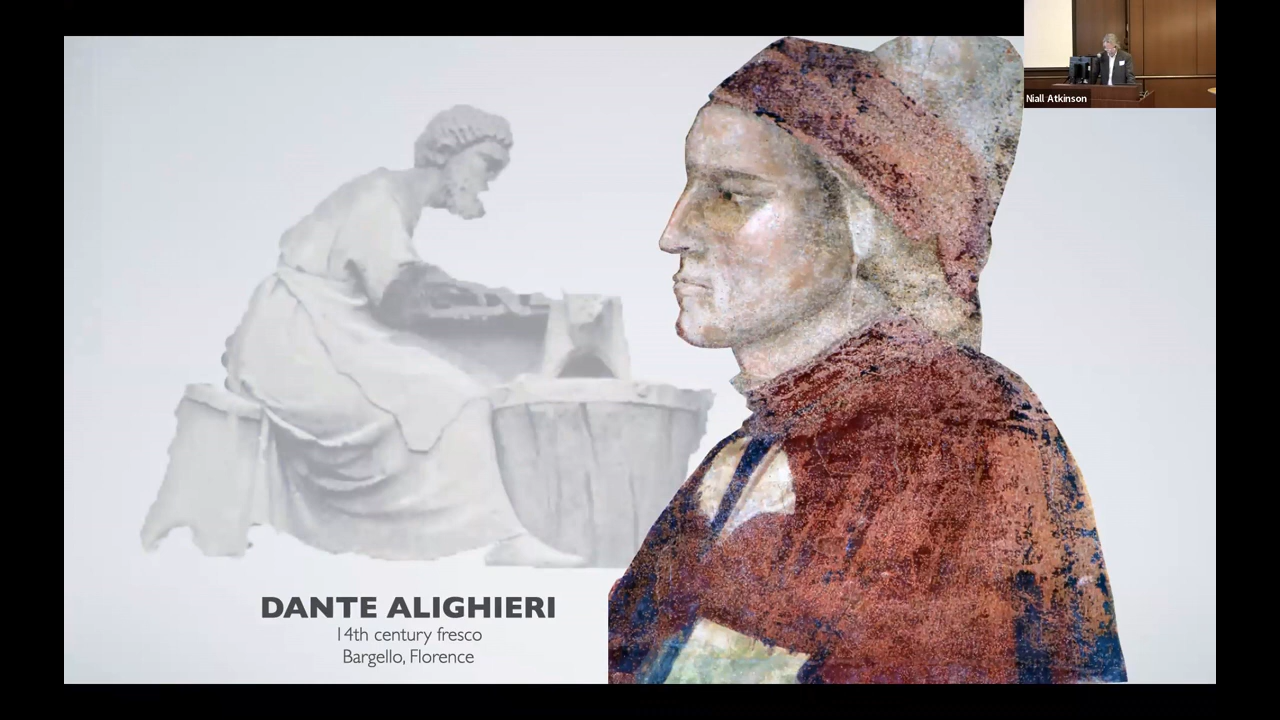 Niall Atkinson
DANTE ALIGHIERI
14th century fresco
Bargello, Florence